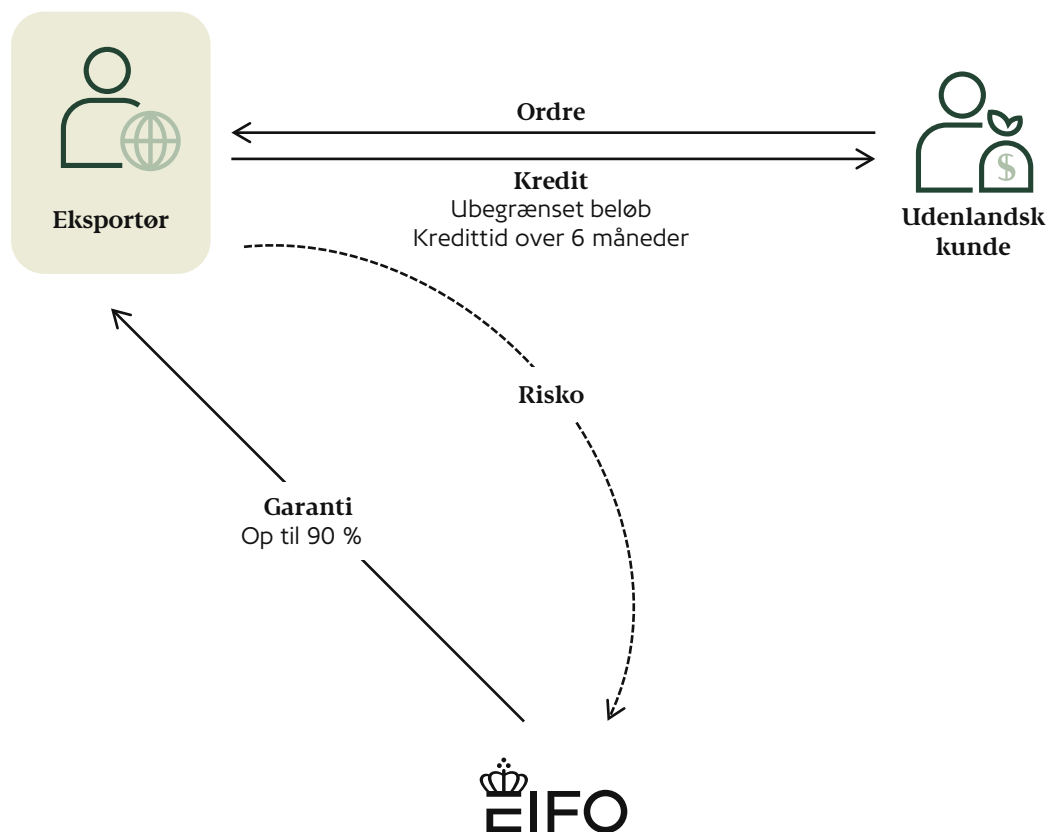 Ordre
Kredit
Ubegrænset beløb
Kredittid over 6 måneder
Eksportør
Udenlandsk
kunde
Risko
Garanti
Op til 90 %
EIFO